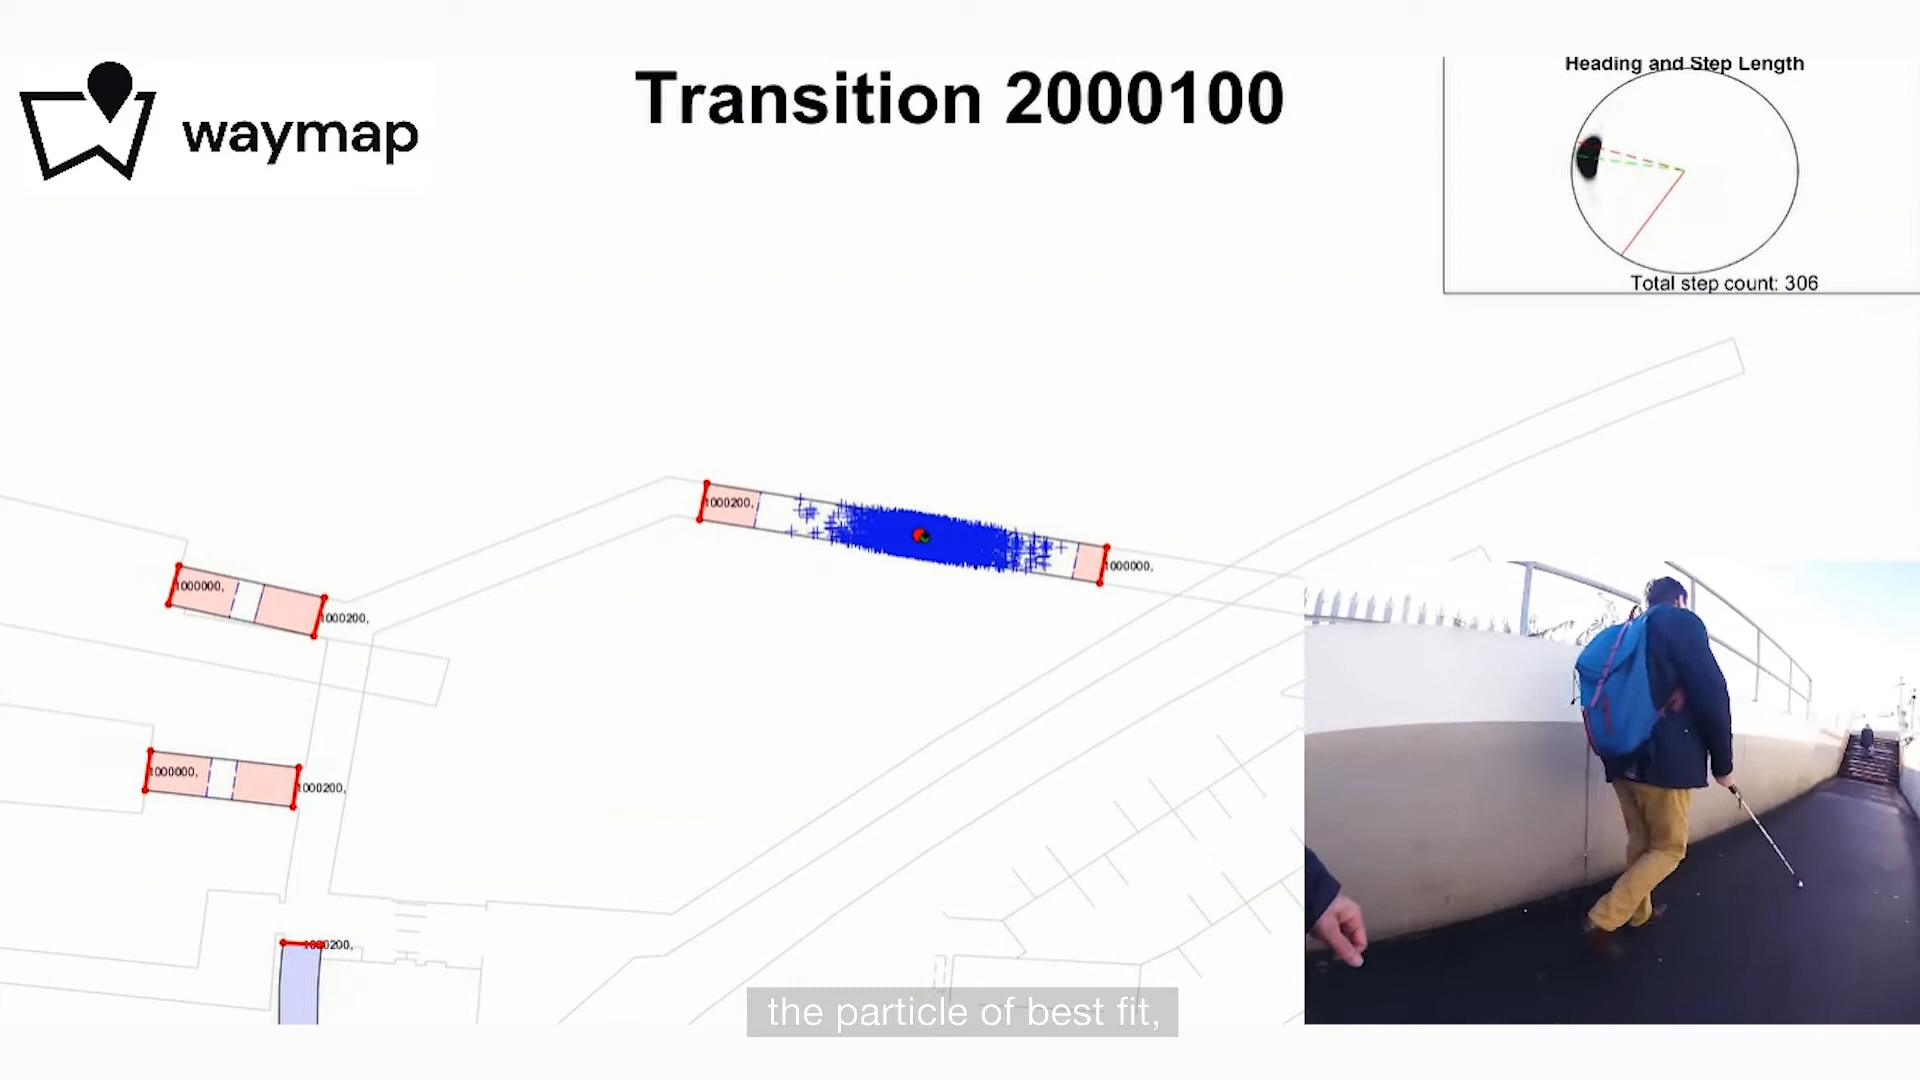 waymap
Transition 2000100
Heading and Step Length
Total step count: 306
1000200,
1000000,
1000000,
1000200,
1000000,
1000200,
1000200,
the particle of best fit,